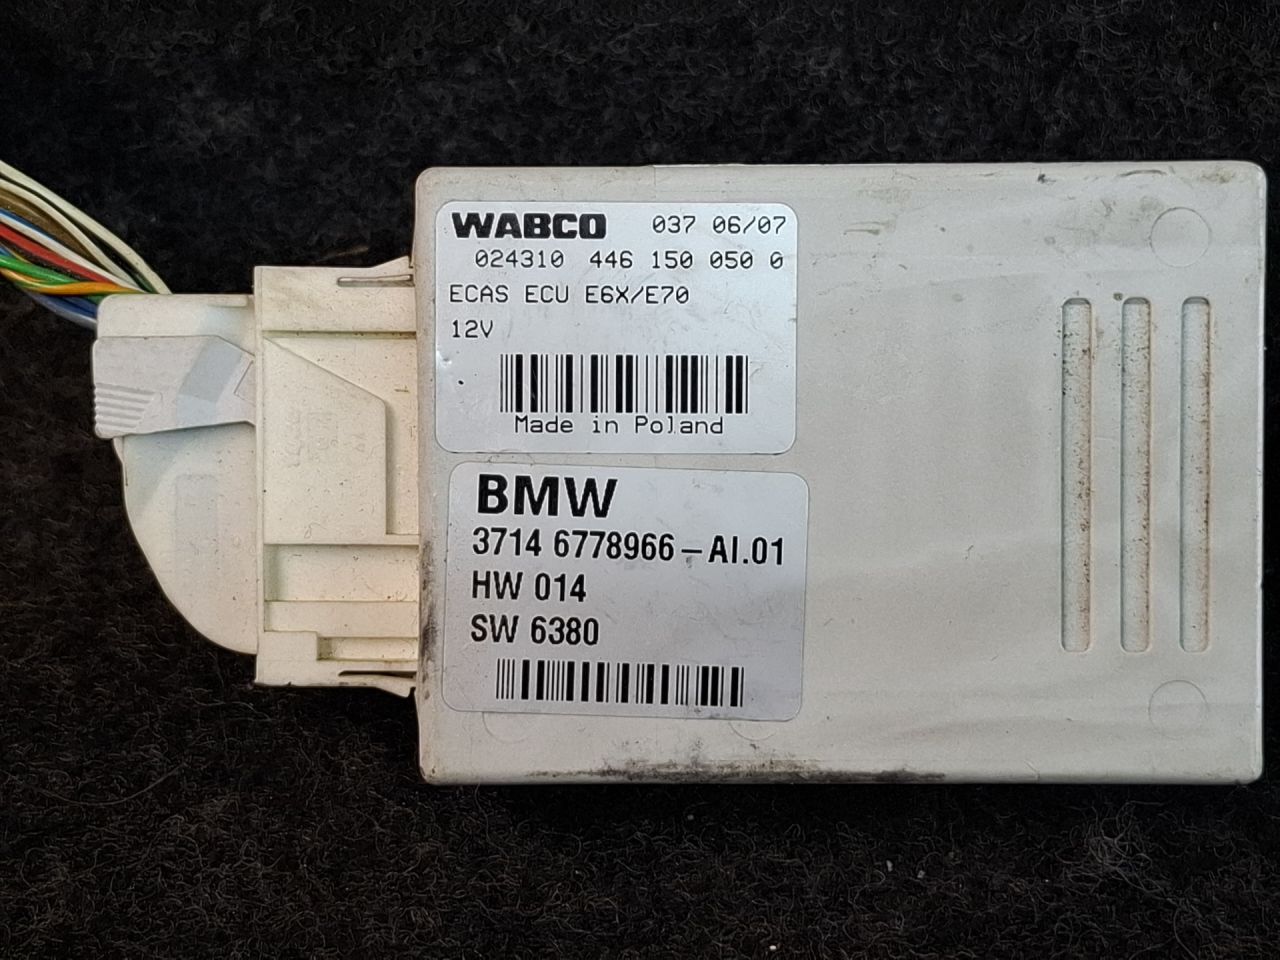 WABCO 037 06/07
024310 446 150 050 0
ECAS ECU E6X/E70
12V
Made in Poland
BMW
3714 6778966-AI.01
HW 014
SW 6380